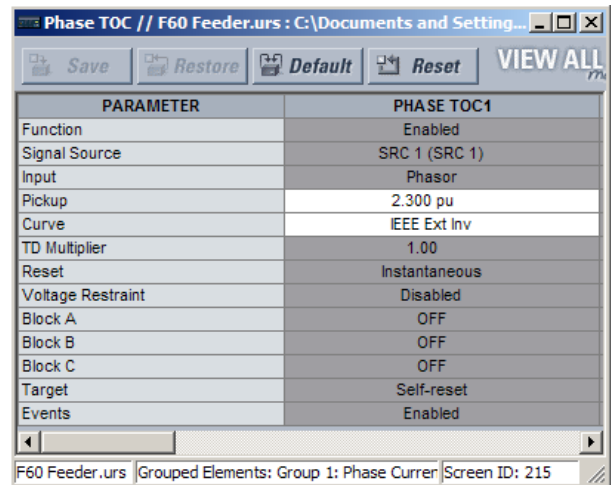 Phase TOC // F60 Feeder.urs : C:\Documents and Setting...
Save Restore Default Reset VIEW ALL
PARAMETER PHASE TOC1
Function Enabled
Signal Source SRC 1 (SRC 1)
Input Phasor
Pickup 2.300 pu
Curve IEEE Ext Inv
TD Multiplier 1.00
Reset Instantaneous
Voltage Restraint Disabled
Block A OFF
Block B OFF
Block C OFF
Target Self-reset
Events Enabled
F60 Feeder.urs Grouped Elements: Group 1: Phase Curren Screen ID: 215